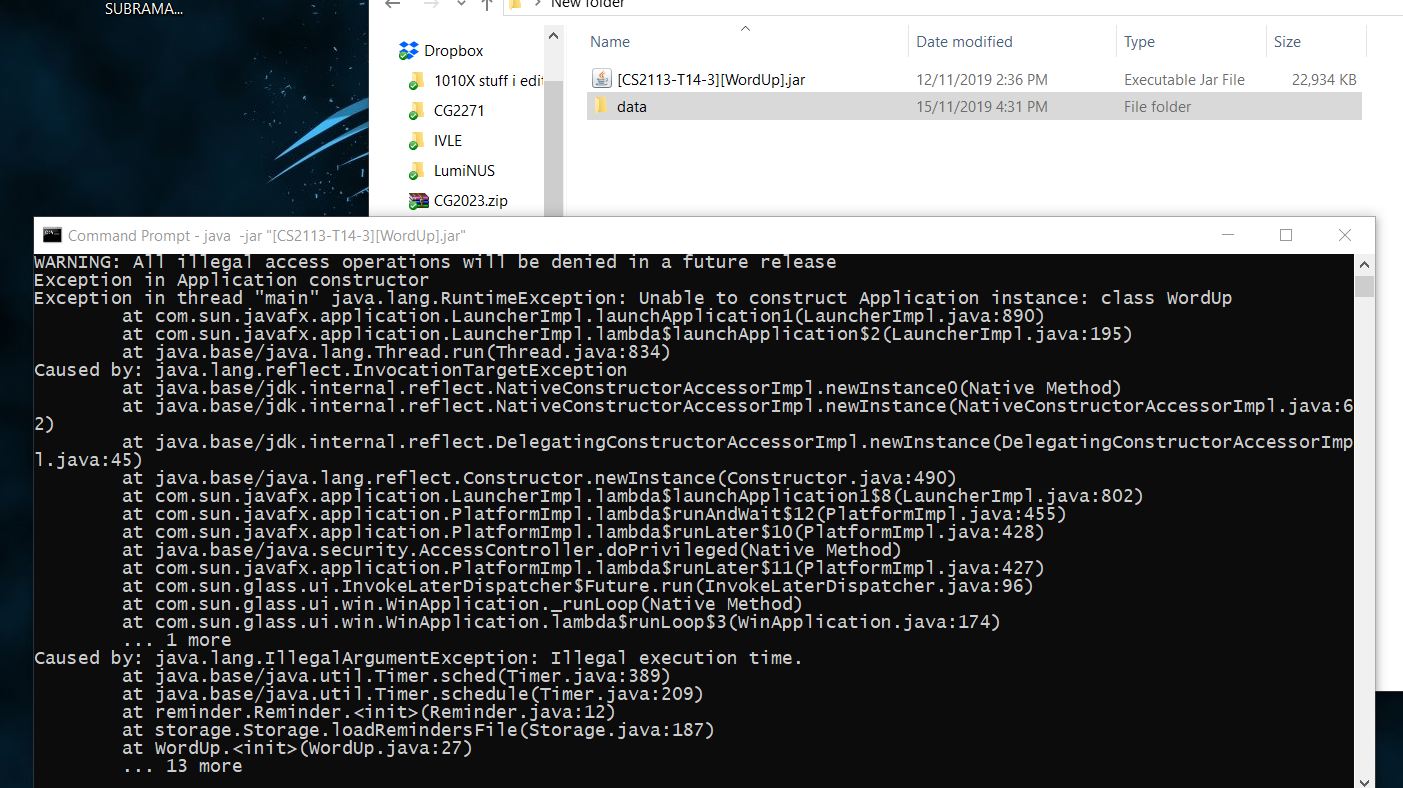 SUBRAMA...
New folder
Name
Date modified
Type
Size
Dropbox
[CS2113-T14-3][WordUp].jar
12/11/2019 2:36 PM
Executable Jar File
22,934 KB
1010X stuff i edit
data
15/11/2019 4:31 PM
File folder
CG2271
IVLE
LumiNUS
CG2023.zip
Command Prompt - java  -jar "[CS2113-T14-3][WordUp].jar"
WARNING: All illegal access operations will be denied in a future release
Exception in Application constructor
Exception in thread "main" java.lang.RuntimeException: Unable to construct Application instance: class WordUp
at com.sun.javafx.application.LauncherImpl.launchApplication1(LauncherImpl.java:890)
at com.sun.javafx.application.LauncherImpl.lambda$launchApplication$2(LauncherImpl.java:195)
at java.base/java.lang.Thread.run(Thread.java:834)
Caused by: java.lang.reflect.InvocationTargetException
at java.base/jdk.internal.reflect.NativeConstructorAccessorImpl.newInstance0(Native Method)
at java.base/jdk.internal.reflect.NativeConstructorAccessorImpl.newInstance(NativeConstructorAccessorImpl.java:6
2)
at java.base/jdk.internal.reflect.DelegatingConstructorAccessorImpl.newInstance(DelegatingConstructorAccessorImp
l.java:45)
at java.base/java.lang.reflect.Constructor.newInstance(Constructor.java:490)
at com.sun.javafx.application.LauncherImpl.lambda$launchApplication1$8(LauncherImpl.java:802)
at com.sun.javafx.application.PlatformImpl.lambda$runAndWait$12(PlatformImpl.java:455)
at com.sun.javafx.application.PlatformImpl.lambda$runLater$10(PlatformImpl.java:428)
at java.base/java.security.AccessController.doPrivileged(Native Method)
at com.sun.javafx.application.PlatformImpl.lambda$runLater$11(PlatformImpl.java:427)
at com.sun.glass.ui.InvokeLaterDispatcher$Future.run(InvokeLaterDispatcher.java:96)
at com.sun.glass.ui.win.WinApplication._runLoop(Native Method)
at com.sun.glass.ui.win.WinApplication.lambda$runLoop$3(WinApplication.java:174)
... 1 more
Caused by: java.lang.IllegalArgumentException: Illegal execution time.
at java.base/java.util.Timer.sched(Timer.java:389)
at java.base/java.util.Timer.schedule(Timer.java:209)
at reminder.Reminder.<init>(Reminder.java:12)
at storage.Storage.loadRemindersFile(Storage.java:187)
at WordUp.<init>(WordUp.java:27)
... 13 more